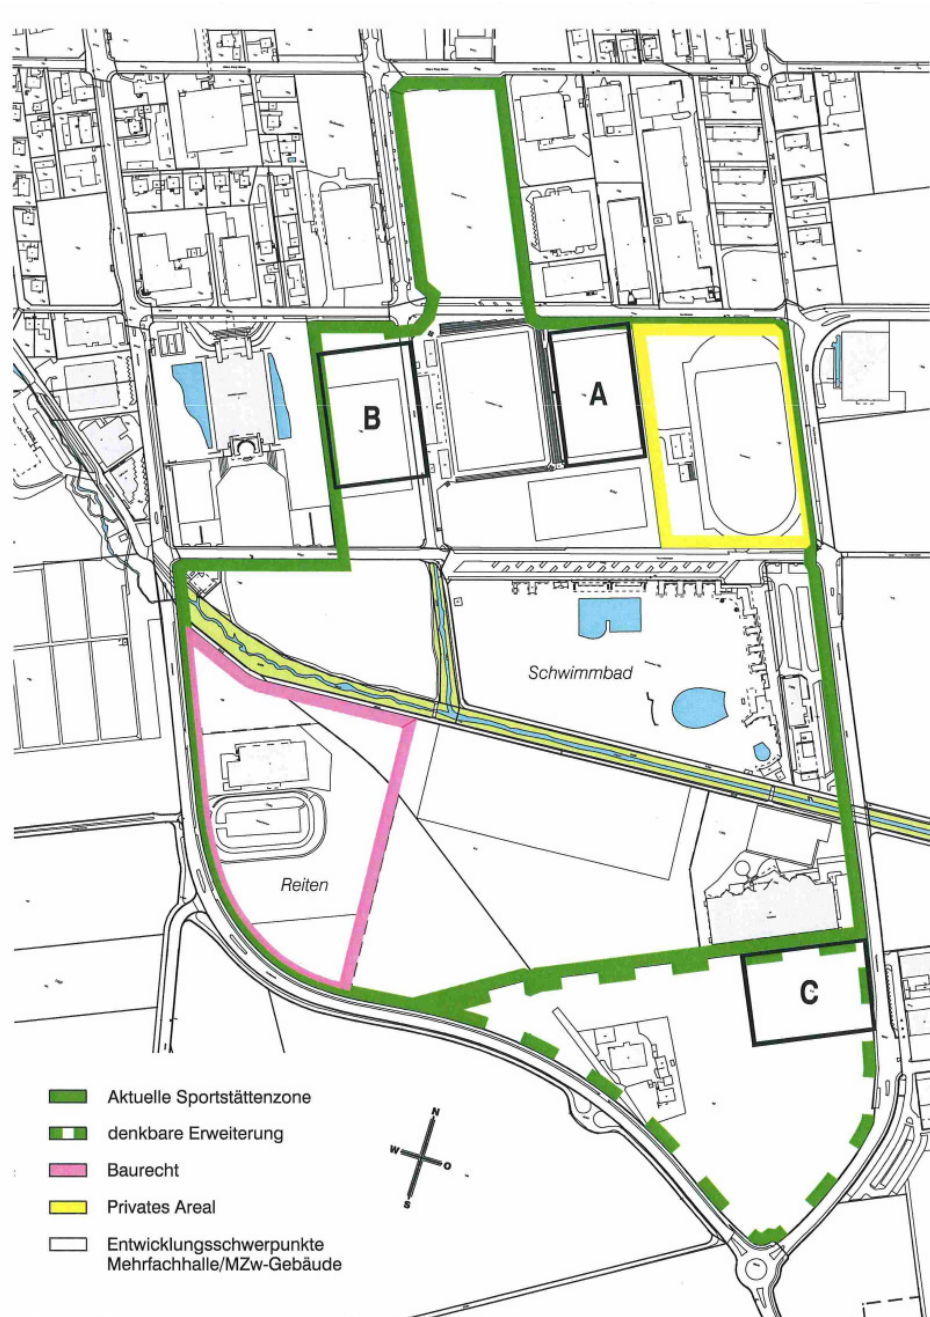 B
A
Schwimmbad
Reiten
C
Aktuelle Sportstättenzone
denkbare Erweiterung
Baurecht
Privates Areal
Entwicklungsschwerpunkte
Mehrfachhalle/MZw-Gebäude
N
W
O
S